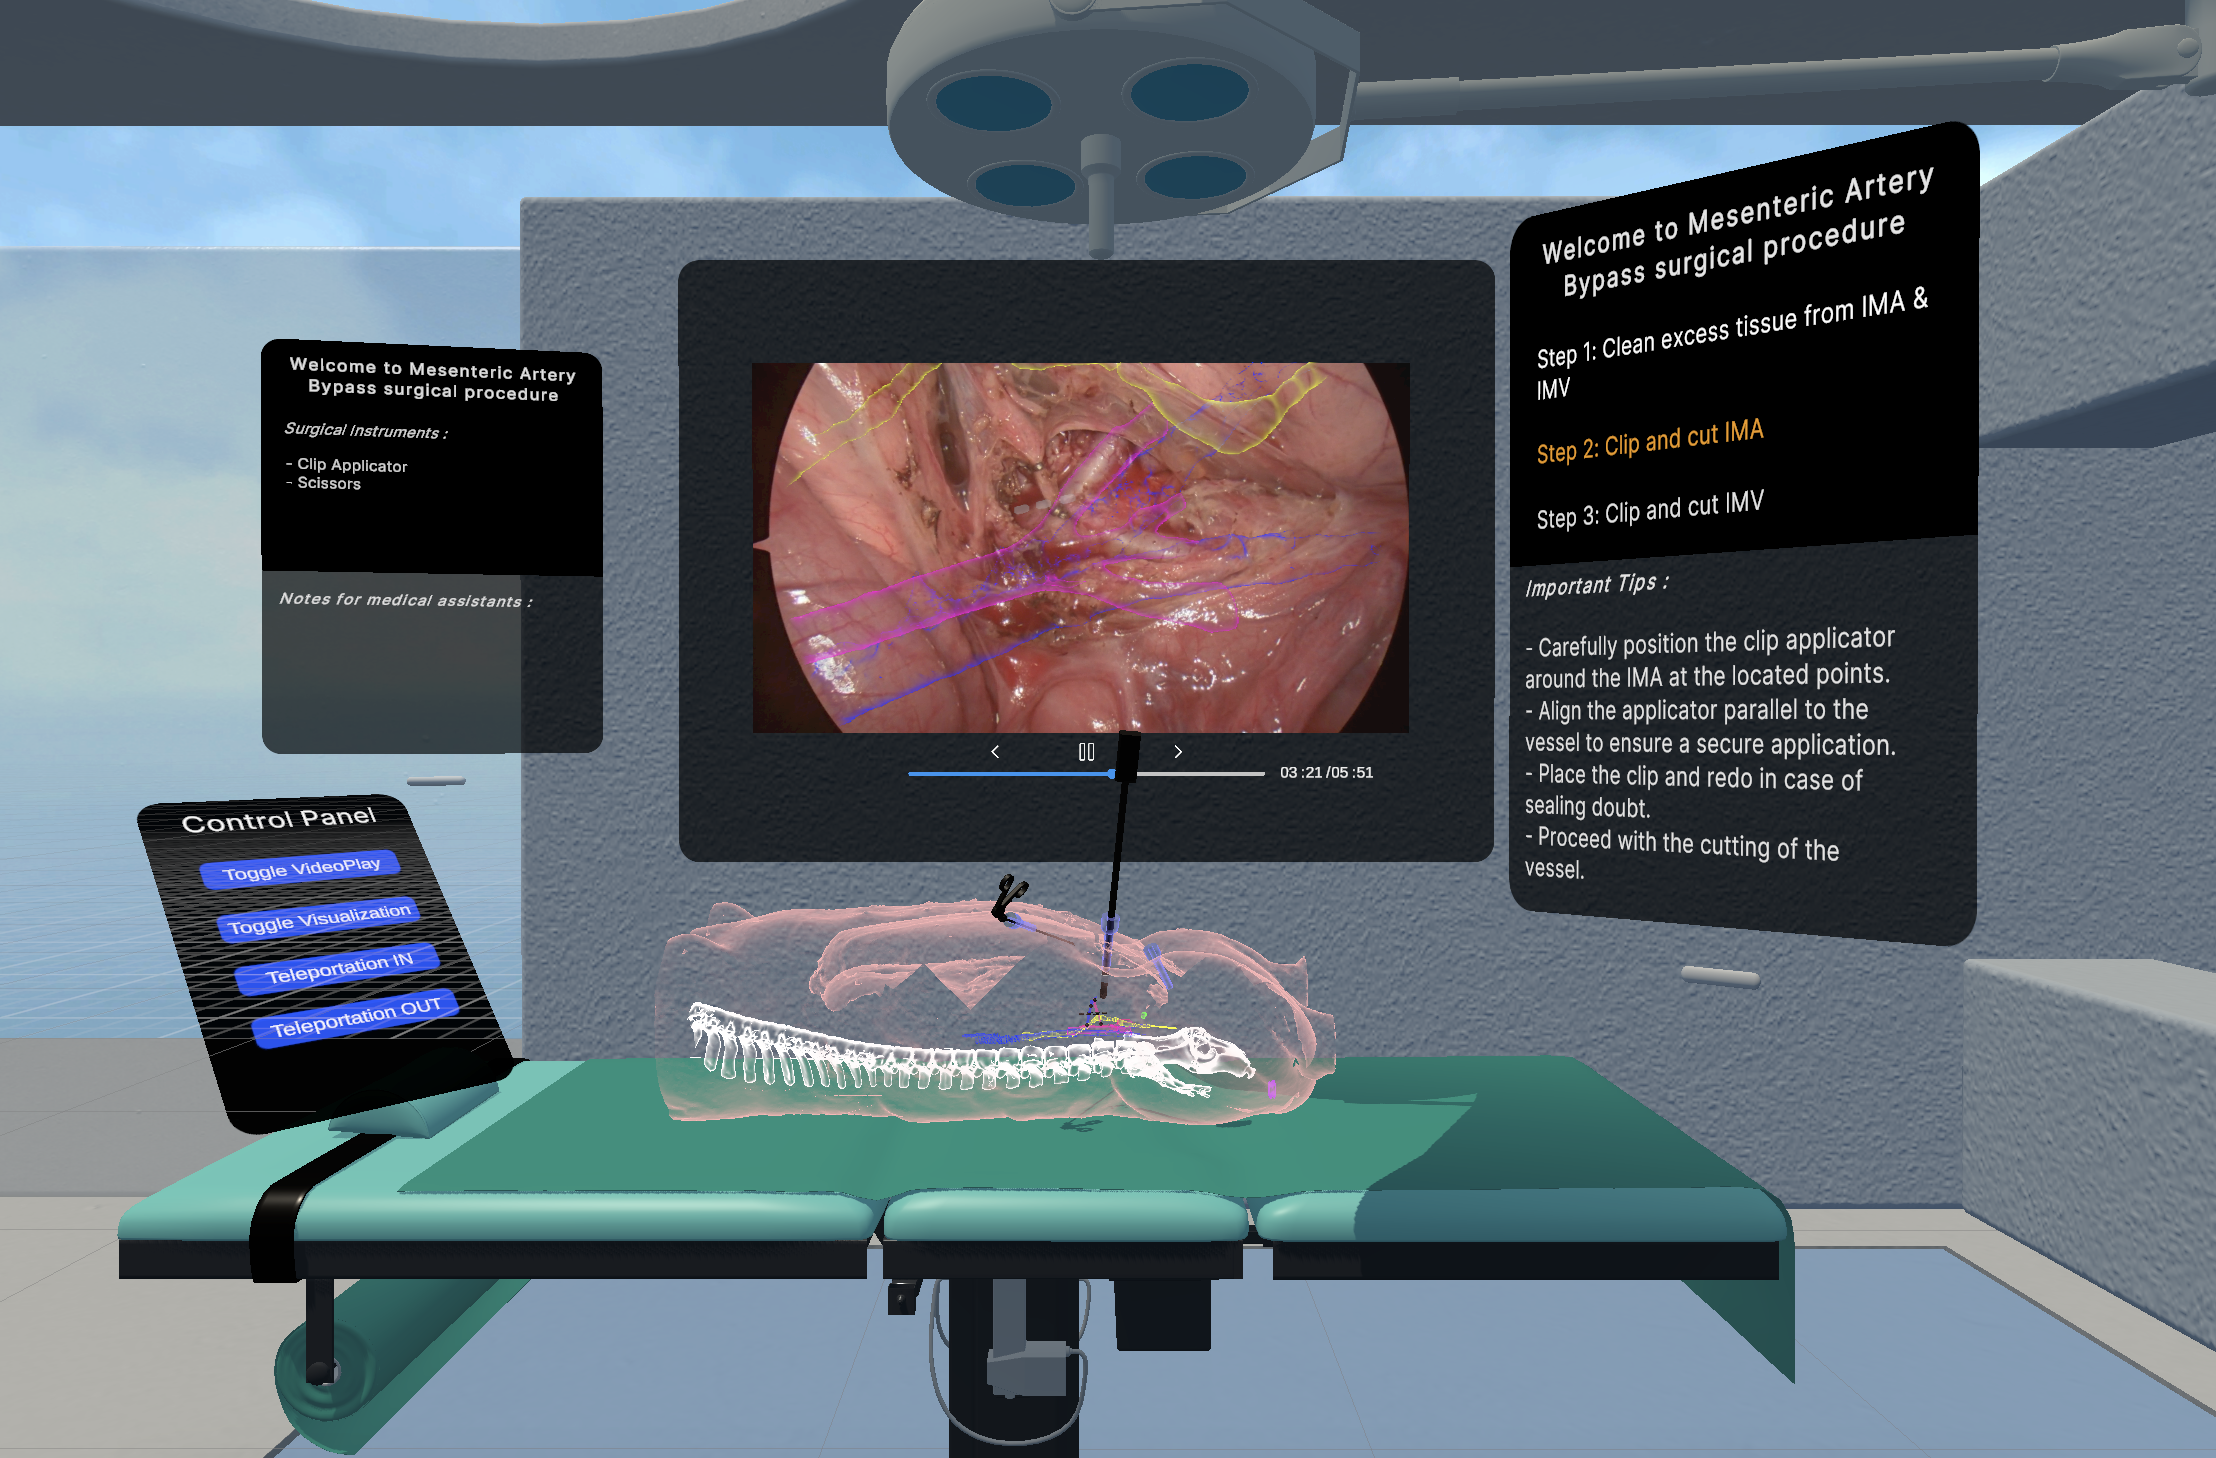 Welcome to Mesenteric Artery
Bypass surgical procedure
Surgical Instruments :
- Clip Applicator
- Scissors
Notes for medical assistants :
Control Panel
Toggle VideoPlay
Toggle Visualization
Teleportation IN
Teleportation OUT
03:21 /05:51
Welcome to Mesenteric Artery
Bypass surgical procedure
Step 1: Clean excess tissue from IMA &
IMV
Step 2: Clip and cut IMA
Step 3: Clip and cut IMV
Important Tips :
- Carefully position the clip applicator
around the IMA at the located points.
- Align the applicator parallel to the
vessel to ensure a secure application.
- Place the clip and redo in case of
sealing doubt.
- Proceed with the cutting of the
vessel.